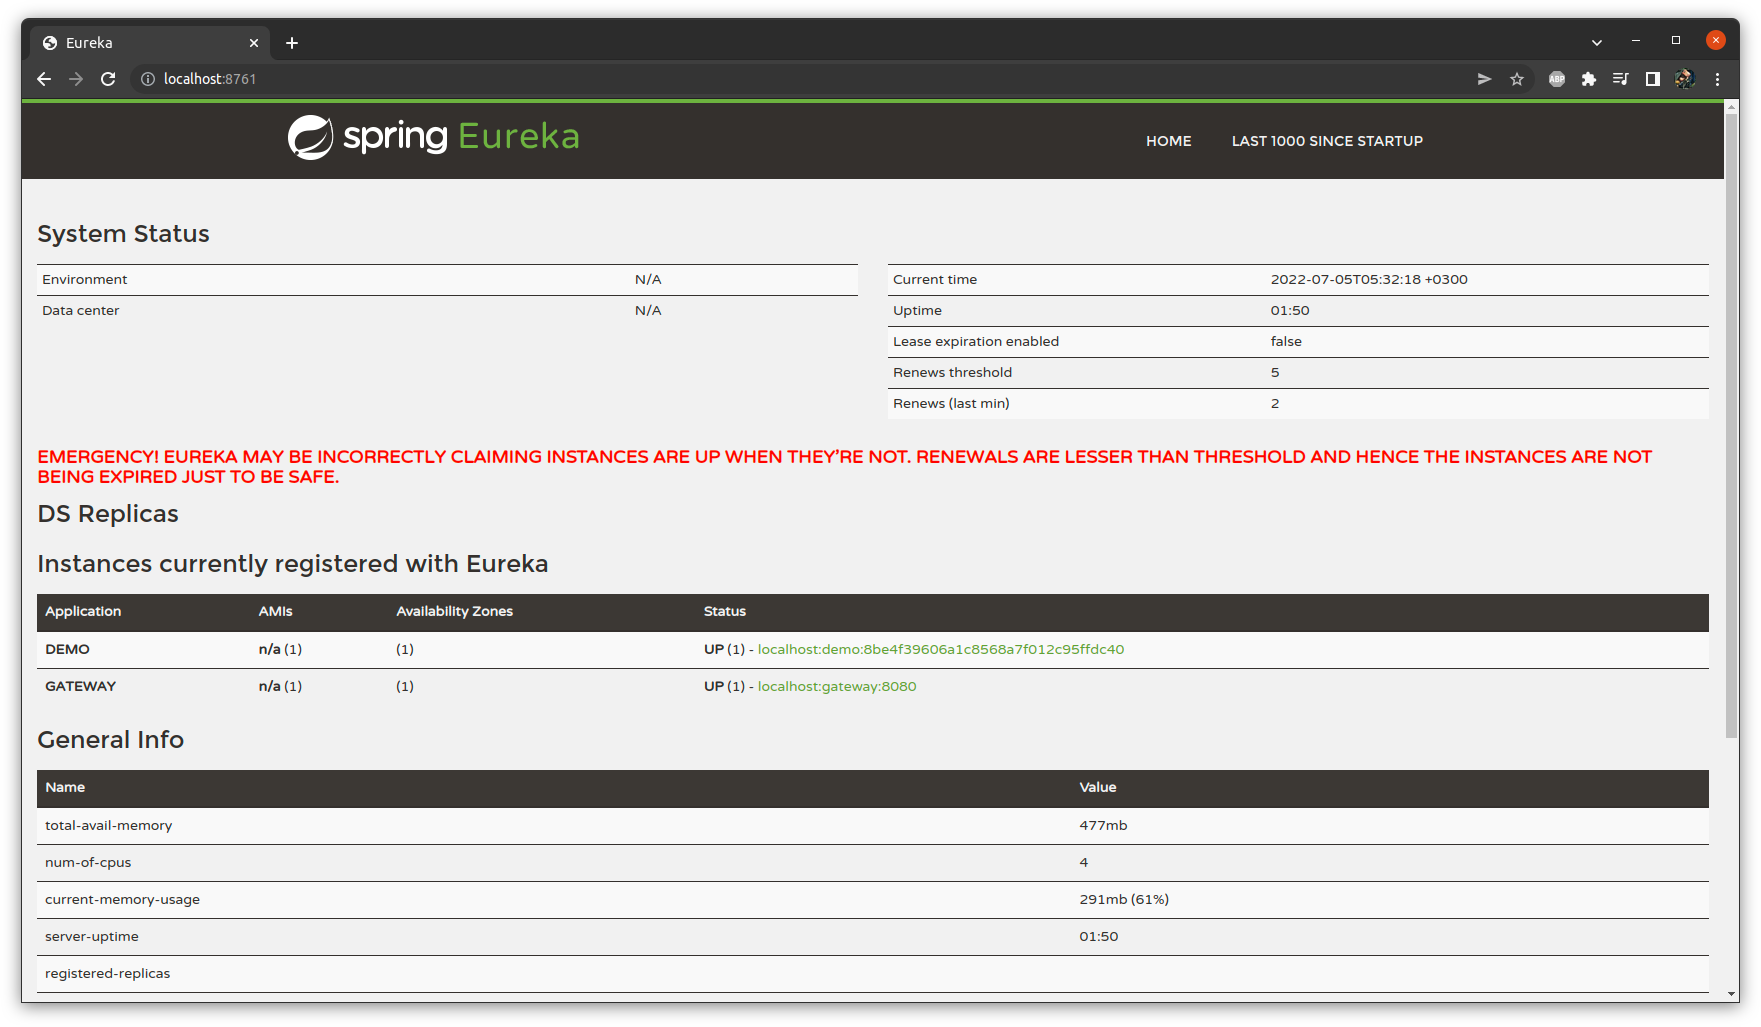 Eureka
localhost:8761
ABP
spring Eureka
HOME LAST 1000 SINCE STARTUP
System Status
Environment N/A
Data center N/A
Current time 2022-07-05T05:32:18 +0300
Uptime 01:50
Lease expiration enabled false
Renews threshold 5
Renews (last min) 2
EMERGENCY! EUREKA MAY BE INCORRECTLY CLAIMING INSTANCES ARE UP WHEN THEY'RE NOT. RENEWALS ARE LESSER THAN THRESHOLD AND HENCE THE INSTANCES ARE NOT
BEING EXPIRED JUST TO BE SAFE.
DS Replicas
Instances currently registered with Eureka
Application AMIs Availability Zones Status
DEMO n/a (1) (1) UP (1) - localhost:demo:8be4f39606a1c8568a7f012c95ffdc40
GATEWAY n/a (1) (1) UP (1) - localhost:gateway:8080
General Info
Name Value
total-avail-memory 477mb
num-of-cpus 4
current-memory-usage 291mb (61%)
server-uptime 01:50
registered-replicas